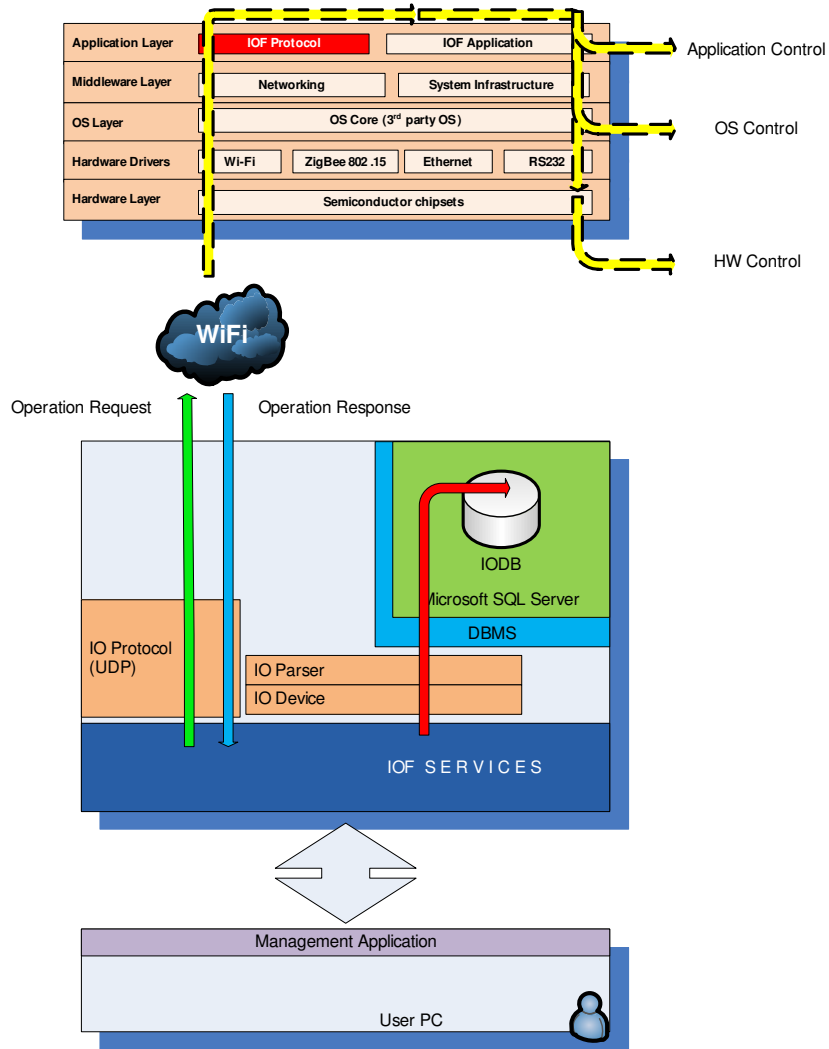 Application Layer
IOF Protocol
IOF Application
Application Control
Middleware Layer
Networking
System Infrastructure
OS Layer
OS Core (3rd party OS)
OS Control
Hardware Drivers
Wi-Fi
ZigBee 802 .15
Ethernet
RS232
Hardware Layer
Semiconductor chipsets
HW Control
WiFi
Operation Request
Operation Response
IODB
Microsoft SQL Server
DBMS
IO Protocol
(UDP)
IO Parser
IO Device
IOF S E R V I C E S
Management Application
User PC